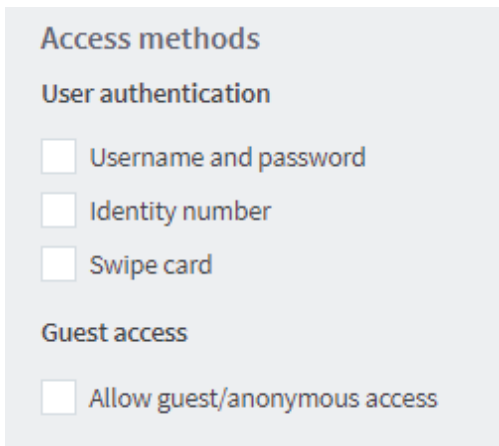 Access methods
User authentication
Username and password
Identity number
Swipe card
Guest access
Allow guest/anonymous access